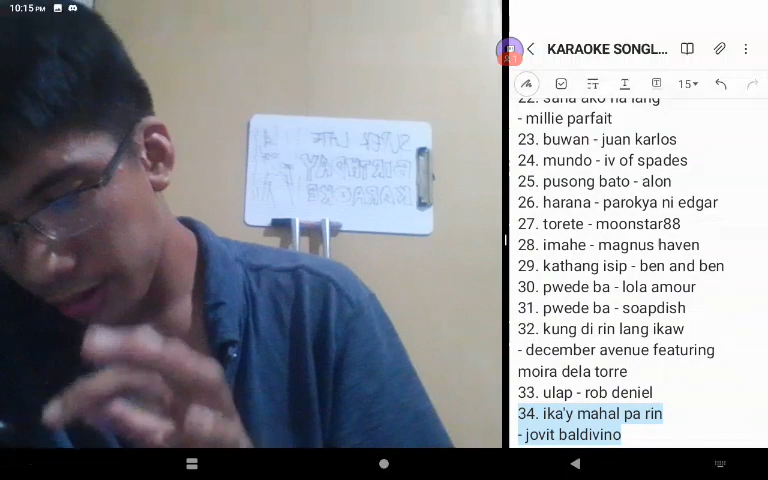 10:15 PM
SUPER LATE
BIRTHDAY
KARAOKE
KARAOKE SONGL...
15
22. sana ako na lang
- millie parfait
23. buwan - juan karlos
24. mundo - iv of spades
25. pusong bato - alon
26. harana - parokya ni edgar
27. torete - moonstar88
28. imahe - magnus haven
29. kathang isip - ben and ben
30. pwede ba - lola amour
31. pwede ba - soapdish
32. kung di rin lang ikaw
- december avenue featuring
moira dela torre
33. ulap - rob deniel
34. ika'y mahal pa rin
- jovit baldivino